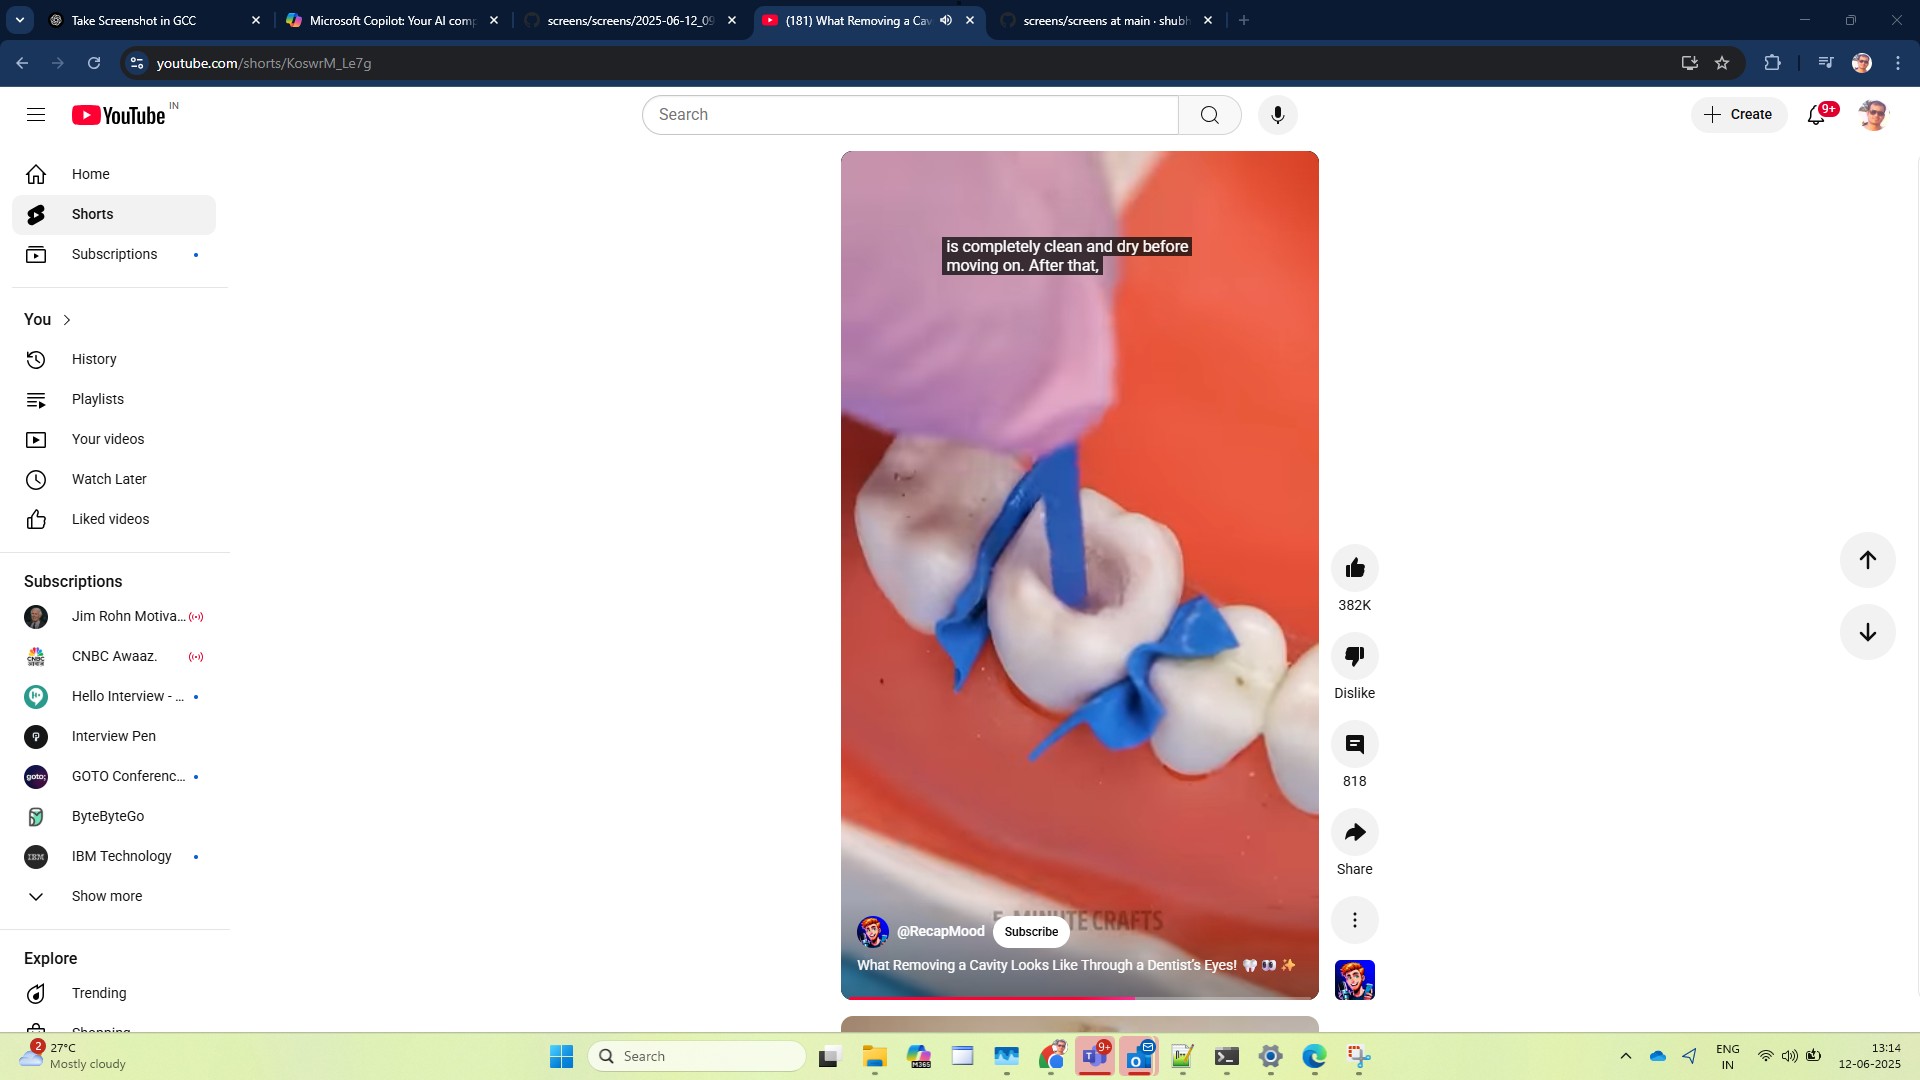 Take Screenshot in GCC
Microsoft Copilot: Your AI comp
screens/screens/2025-06-12_09
(181) What Removing a Cav
screens/screens at main · shubh
youtube.com/shorts/KoswrM_Le7g
YouTube IN
Search
Create
9+
Home
Shorts
Subscriptions
You
History
Playlists
Your videos
Watch Later
Liked videos
Subscriptions
Jim Rohn Motiva...
CNBC Awaaz.
Hello Interview - ...
Interview Pen
GOTO Conferenc...
ByteByteGo
IBM Technology
Show more
Explore
Trending
Shopping
is completely clean and dry before
moving on. After that,
5-MINUTE CRAFTS
@RecapMood
Subscribe
What Removing a Cavity Looks Like Through a Dentist's Eyes! 🦷 👀 ✨
382K
Dislike
818
Share
2
27°C
Mostly cloudy
Search
M365
9+
ENG
IN
13:14
12-06-2025